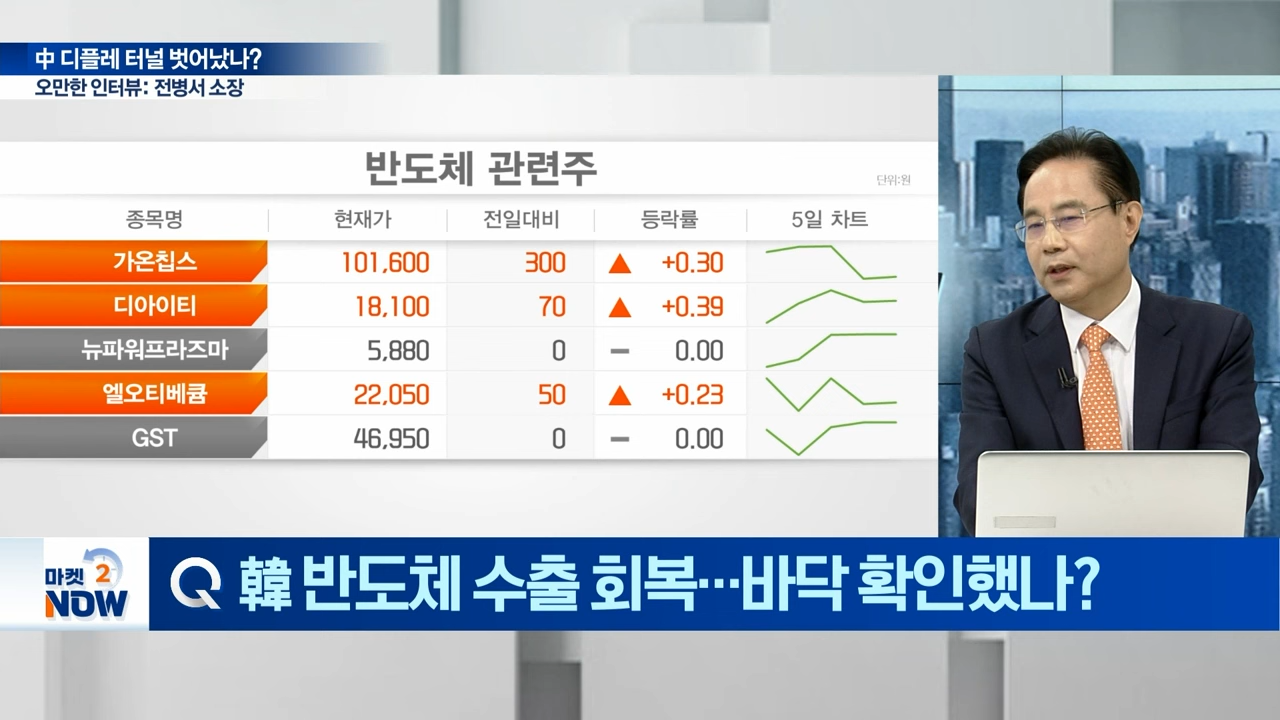 中 디플레 터널 벗어났나?
오만한 인터뷰: 전병서 소장
반도체 관련주
단위:원
종목명 현재가 전일대비 등락률 5일 차트
가온칩스 101,600 300 ▲ +0.30
디아이티 18,100 70 ▲ +0.39
뉴파워프라즈마 5,880 0 - 0.00
엘오티베큠 22,050 50 ▲ +0.23
GST 46,950 0 - 0.00
마켓 2
NOW
Q 韓 반도체 수출 회복…바닥 확인했나?